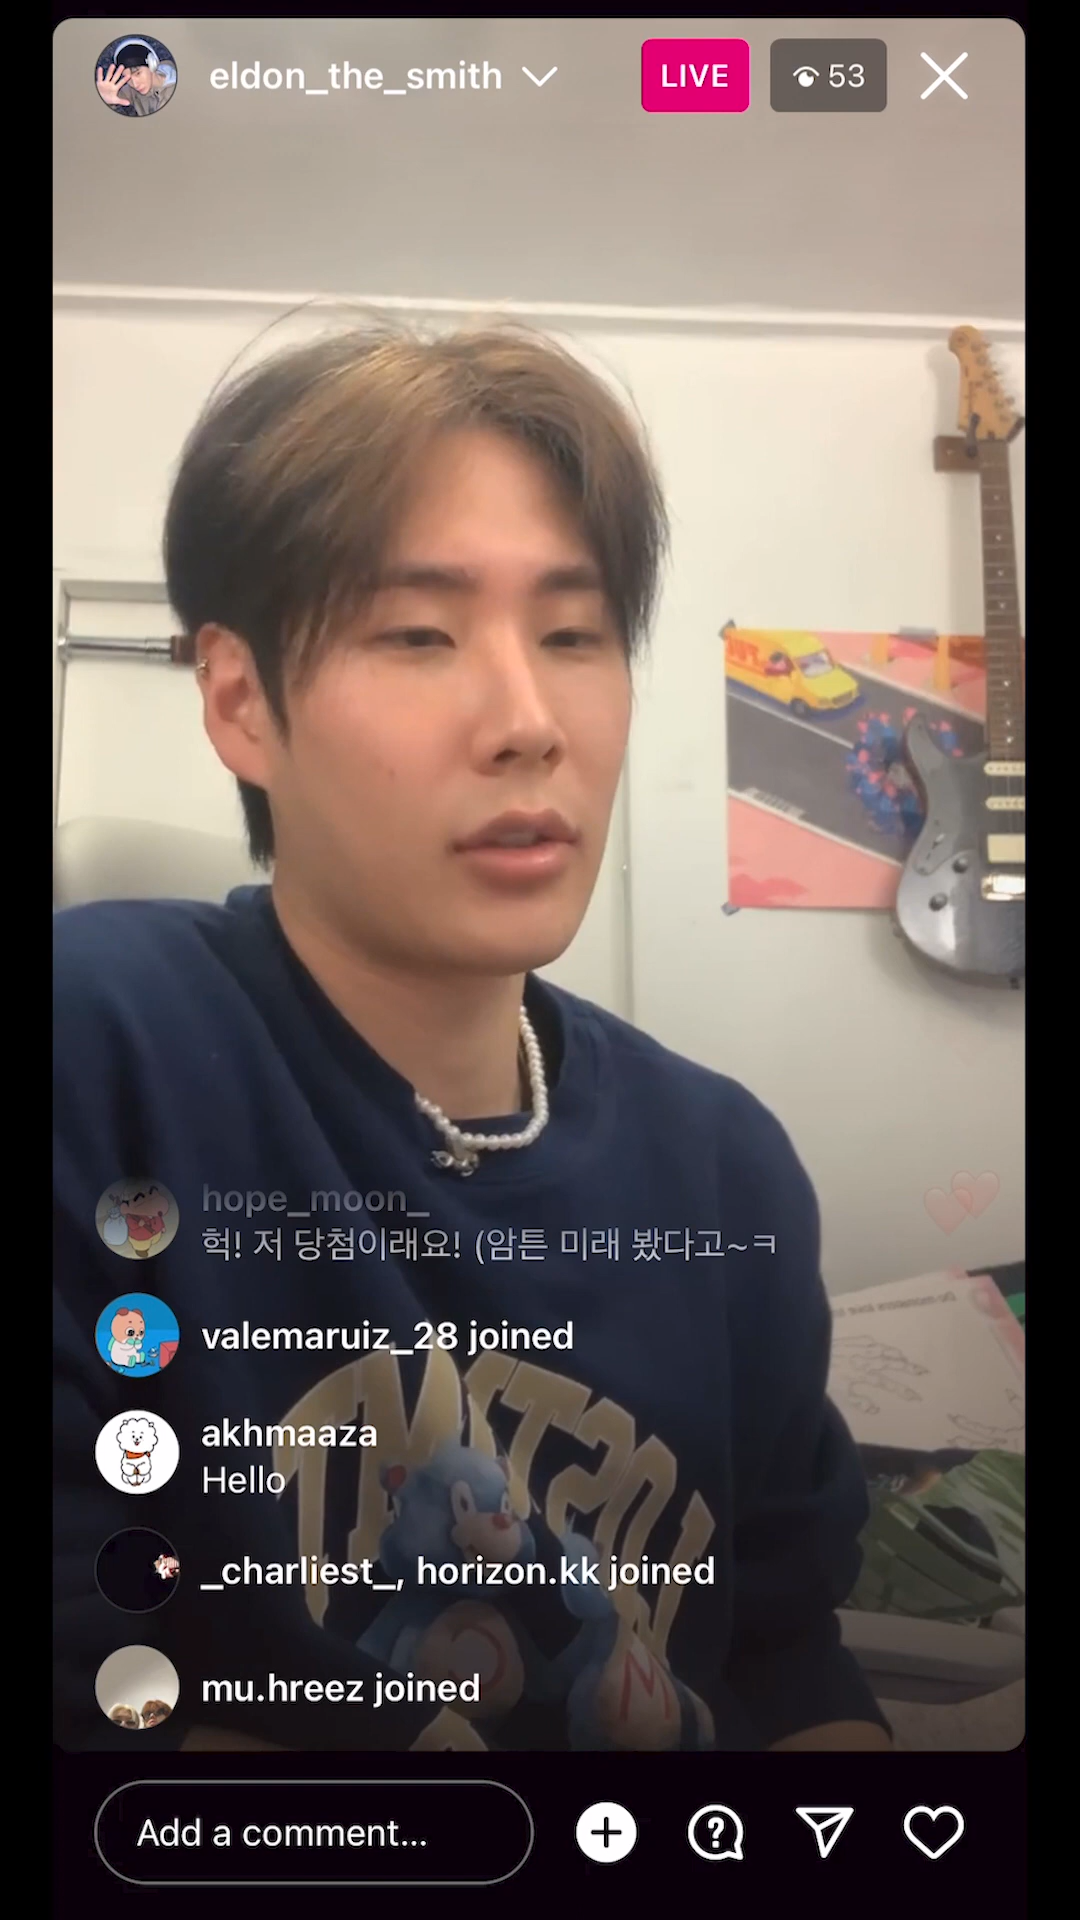 eldon_the_smith
LIVE
53
hope_moon_
헉! 저 당첨이래요! (암튼 미래 봤다고~ㅋ
valemaruiz_28 joined
akhmaaza
Hello
_charliest_, horizon.kk joined
mu.hreez joined
Add a comment...